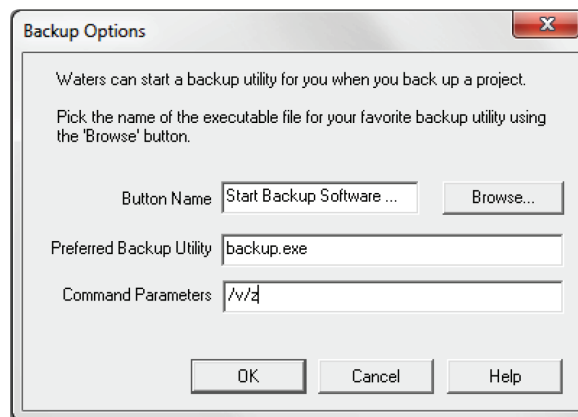 Backup Options
Waters can start a backup utility for you when you back up a project.
Pick the name of the executable file for your favorite backup utility using
the 'Browse' button.
Button Name Start Backup Software ... Browse...
Preferred Backup Utility backup.exe
Command Parameters /v/z
OK Cancel Help